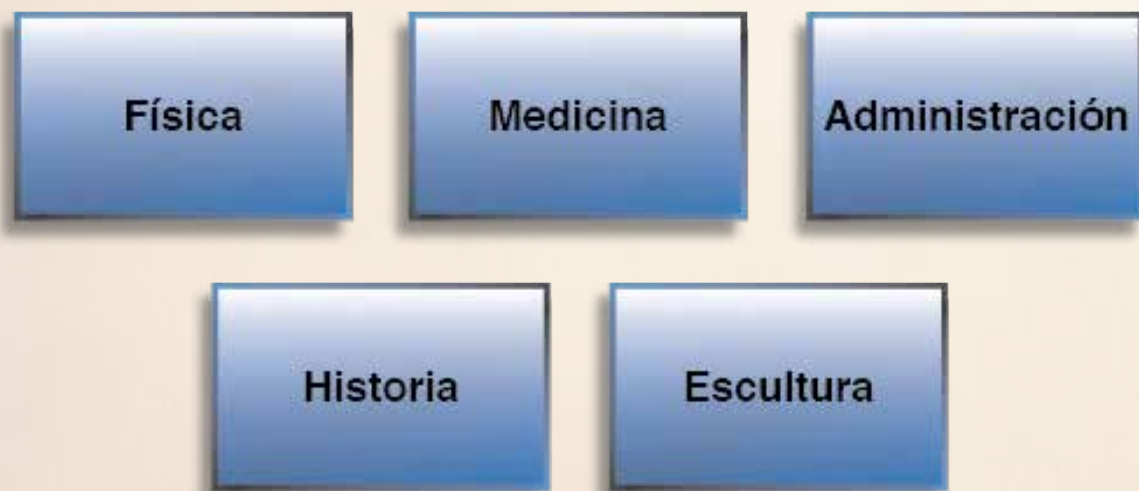 Física
Medicina
Administración
Historia
Escultura